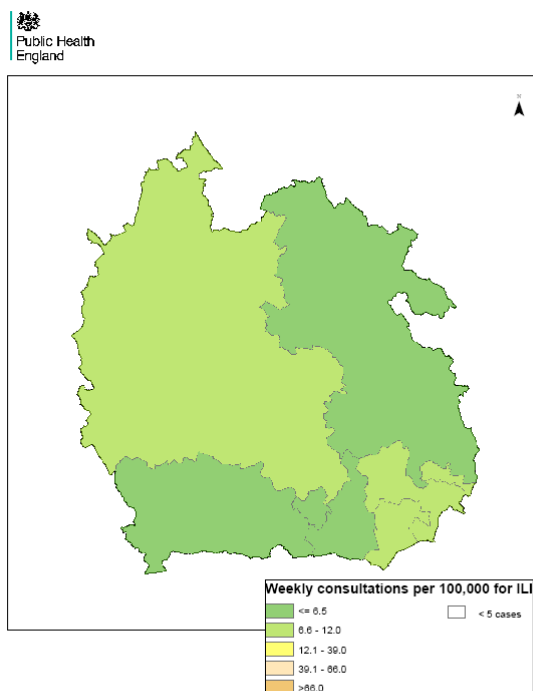 Public Health
England
N
Weekly consultations per 100,000 for ILI
<= 6.5
< 5 cases
6.6 - 12.0
12.1 - 39.0
39.1 - 66.0
>66.0